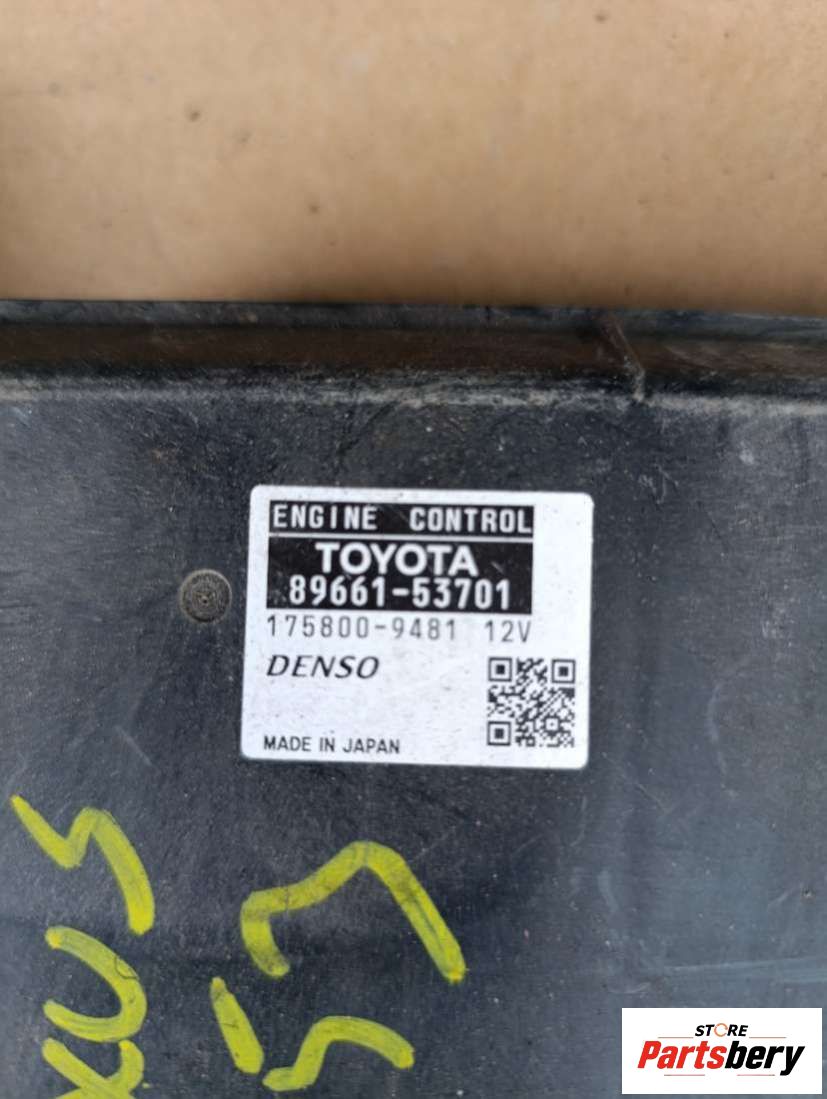 ENGINE CONTROL
TOYOTA
89661-53701
175800-9481 12V
DENSO
MADE IN JAPAN
STORE
Partsbery